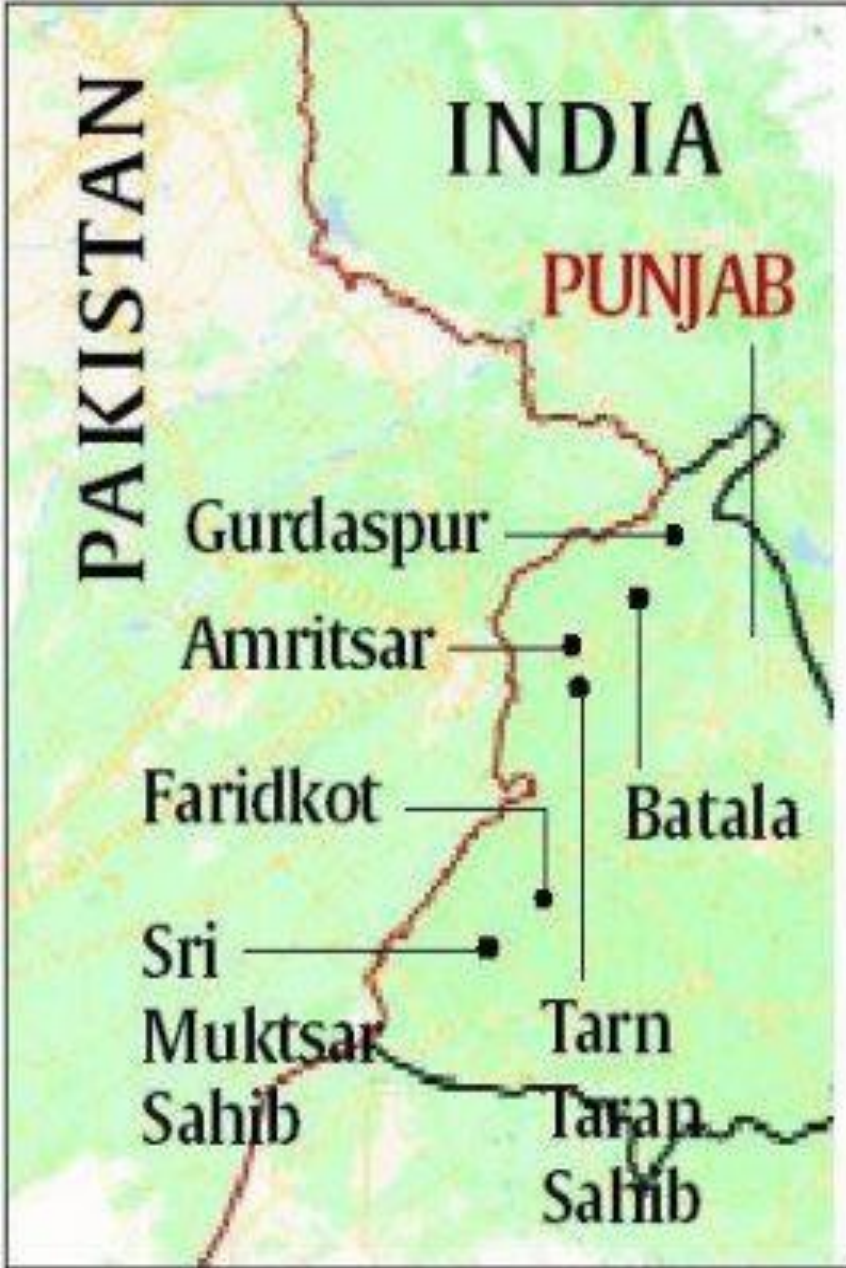 PAKISTAN
INDIA
PUNJAB
Gurdaspur
Amritsar
Faridkot
Batala
Sri
Muktsar
Sahib
Tarn
Taran
Sahib